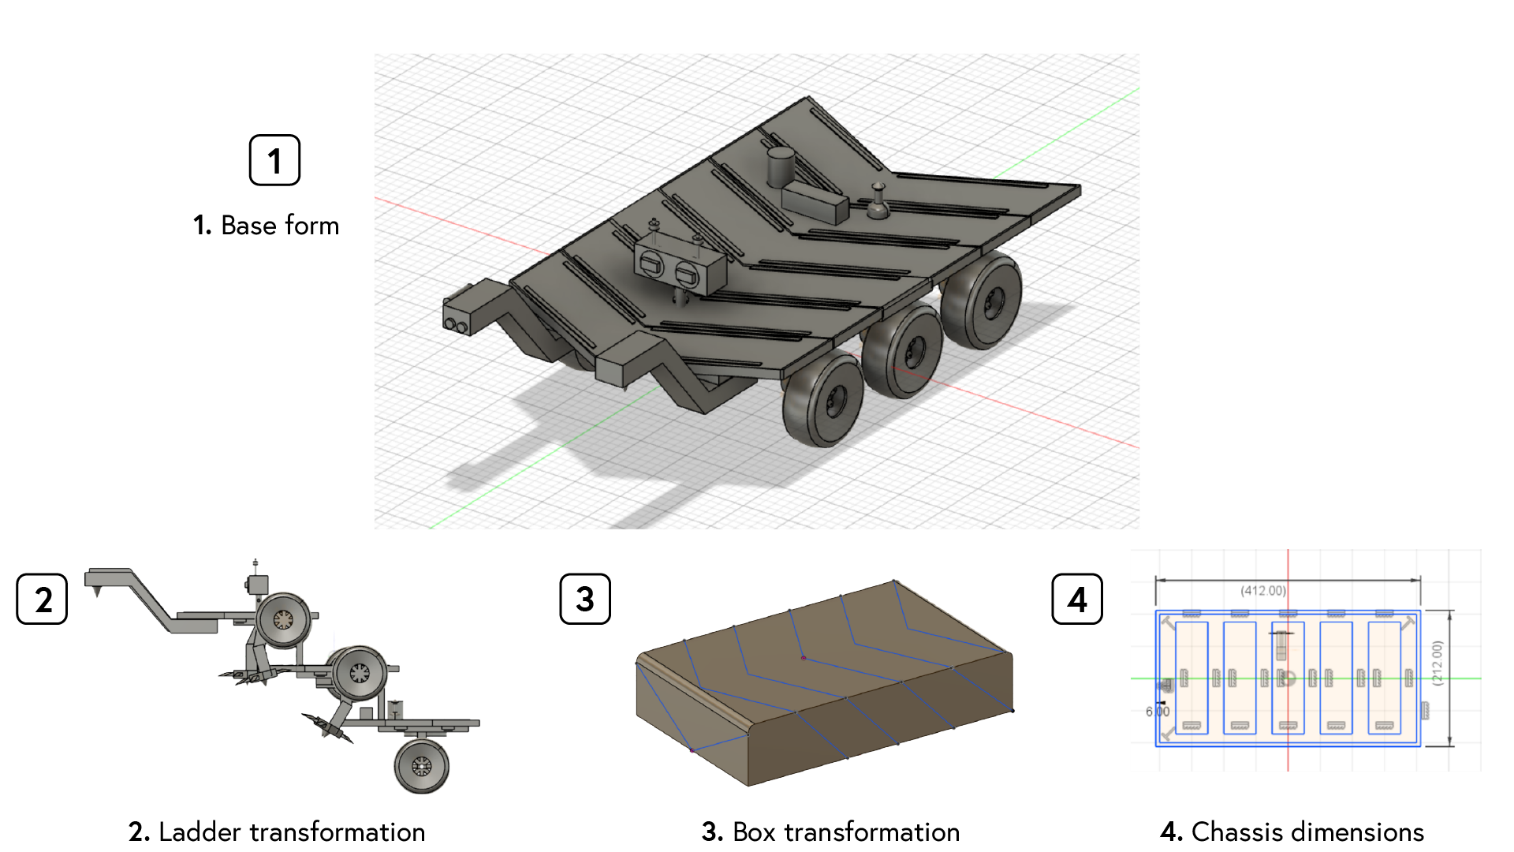 1
1. Base form
2
3
4
(412.00)
(212.00)
6.00
2. Ladder transformation
3. Box transformation
4. Chassis dimensions